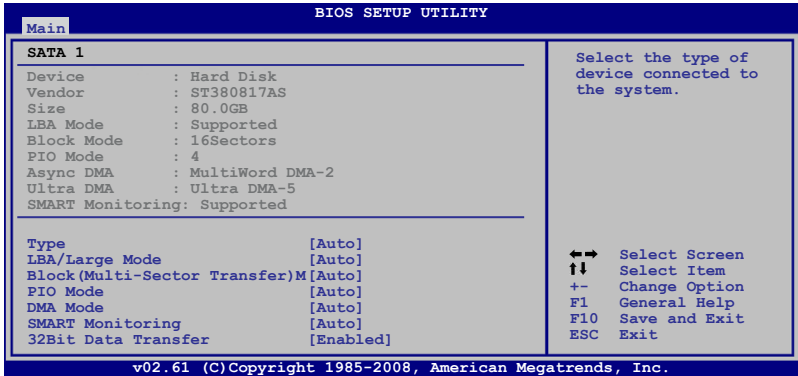 BIOS SETUP UTILITY
Main
SATA 1
Device : Hard Disk
Vendor : ST380817AS
Size : 80.0GB
LBA Mode : Supported
Block Mode : 16Sectors
PIO Mode : 4
Async DMA : MultiWord DMA-2
Ultra DMA : Ultra DMA-5
SMART Monitoring: Supported
Type [Auto]
LBA/Large Mode [Auto]
Block(Multi-Sector Transfer)M[Auto]
PIO Mode [Auto]
DMA Mode [Auto]
SMART Monitoring [Auto]
32Bit Data Transfer [Enabled]
Select the type of
device connected to
the system.
←→ Select Screen
↑↓ Select Item
+- Change Option
F1 General Help
F10 Save and Exit
ESC Exit
v02.61 (C)Copyright 1985-2008, American Megatrends, Inc.